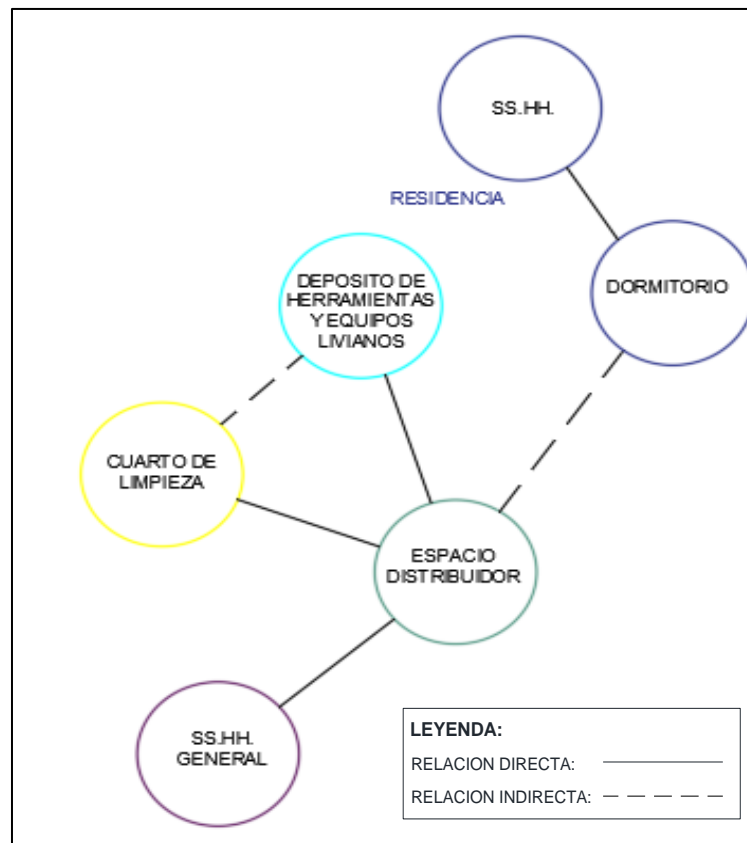 SS.HH.
RESIDENCIA
DORMITORIO
DEPOSITO DE
HERRAMIENTAS
Y EQUIPOS
LIVIANOS
CUARTO DE
LIMPIEZA
ESPACIO
DISTRIBUIDOR
SS.HH.
GENERAL
LEYENDA:
RELACION DIRECTA:
RELACION INDIRECTA: